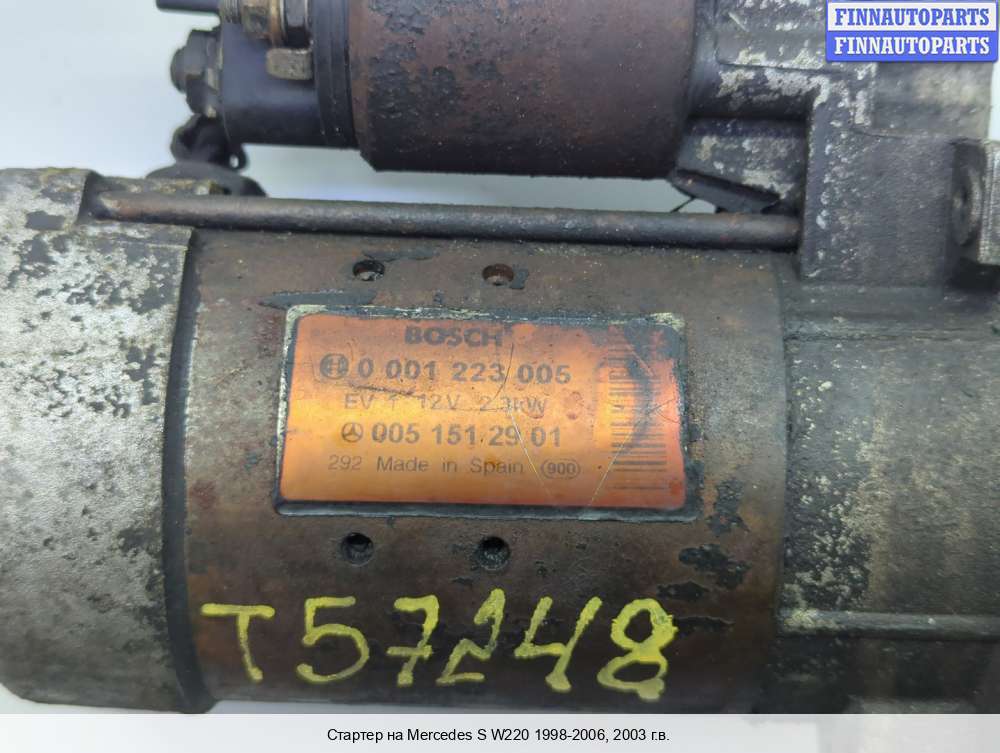 FINNAUTOPARTS
FINNAUTOPARTS
BOSCH
0 001 223 005
EV 1 12V 2.3kW
005 151 29 01
292 Made in Spain 900
T57248
Стартер на Mercedes S W220 1998-2006, 2003 г.в.